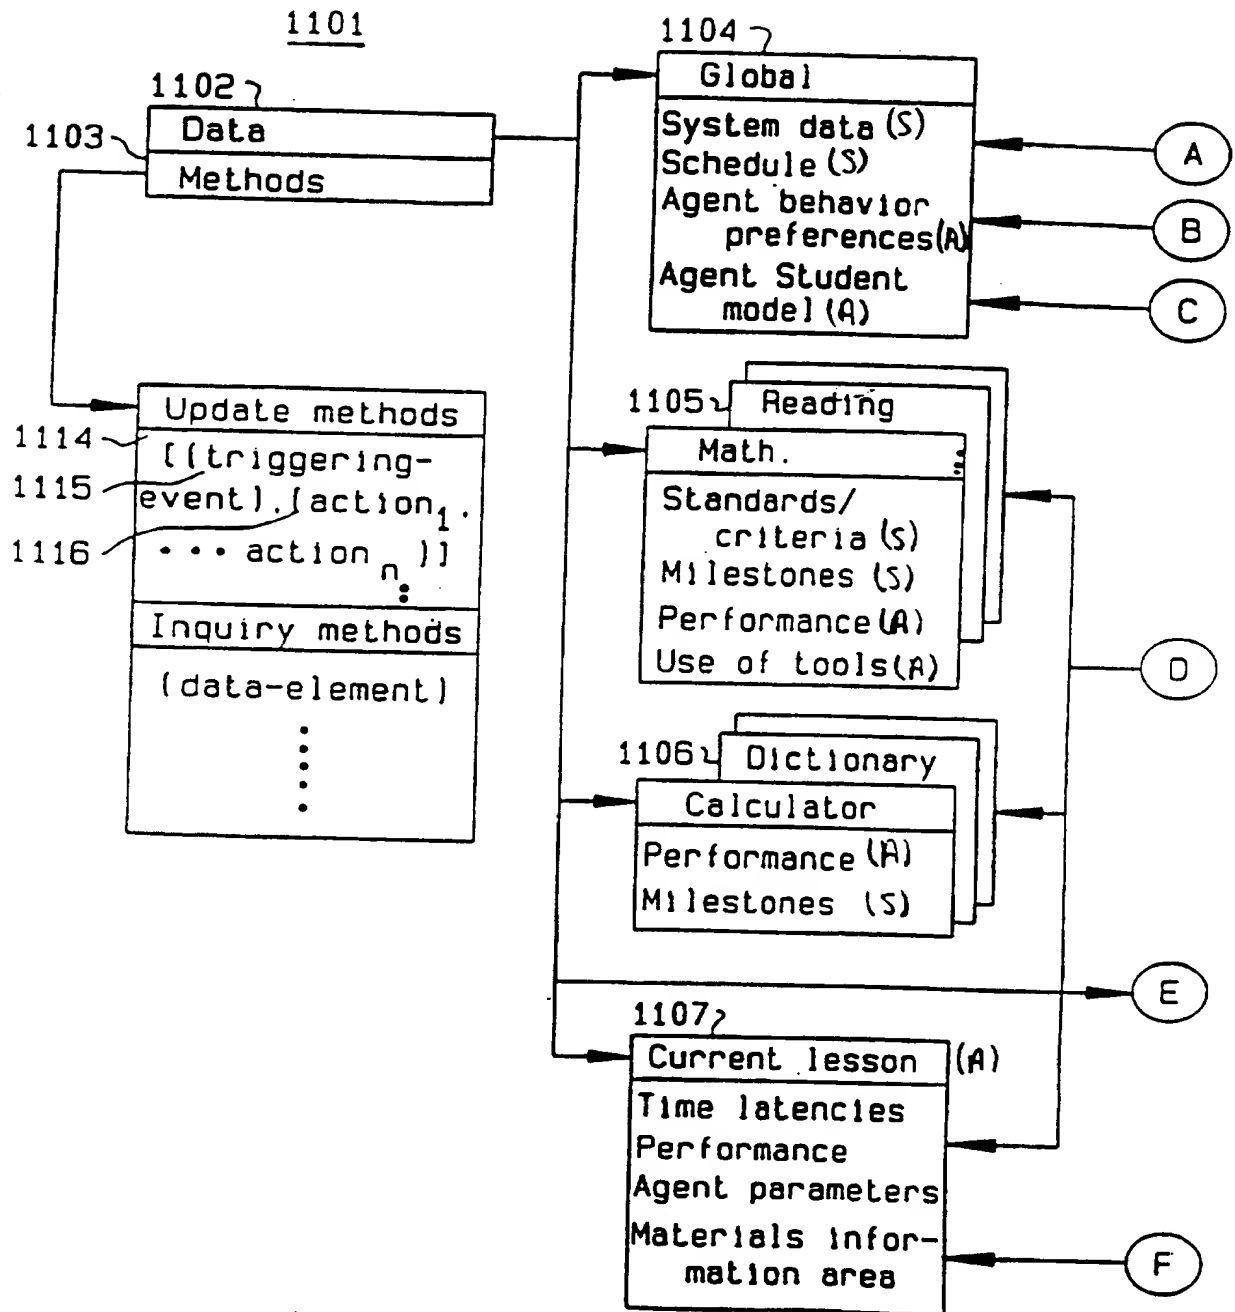 1101
1102
Data
1103
Methods
Update methods
1114
[((triggering-
1115
event),(action1,
1116
••• action n )]
Inquiry methods
(data-element)
1104
Global
System data (S)
Schedule (S)
Agent behavior
preferences (A)
Agent Student
model (A)
A
B
C
1105
Reading
Math.
Standards/
criteria (S)
Milestones (S)
Performance (A)
Use of tools (A)
D
1106
Dictionary
Calculator
Performance (A)
Milestones (S)
E
1107
Current lesson (A)
Time latencies
Performance
Agent parameters
Materials infor-
mation area
F